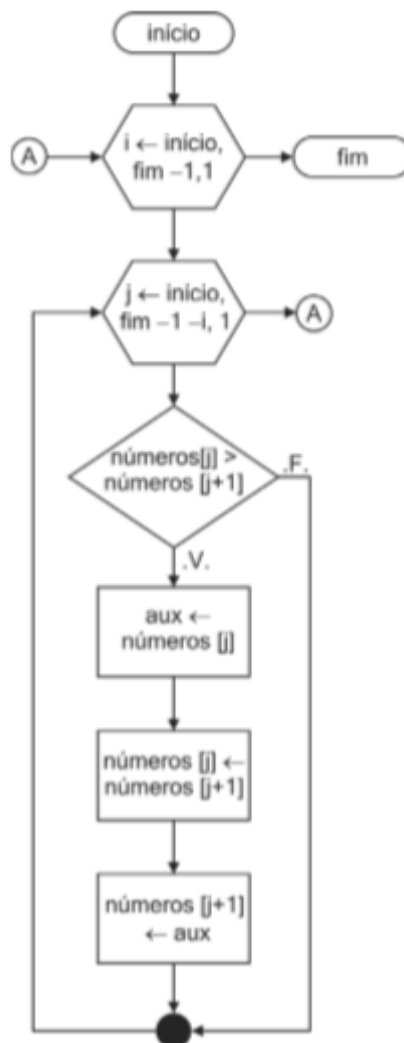 início
A
i ← início,
fim –1,1
fim
j ← início,
fim –1 –i, 1
A
números[j] >
números [j+1]
.F.
.V.
aux ←
números [j]
números [j] ←
números [j+1]
números [j+1]
← aux